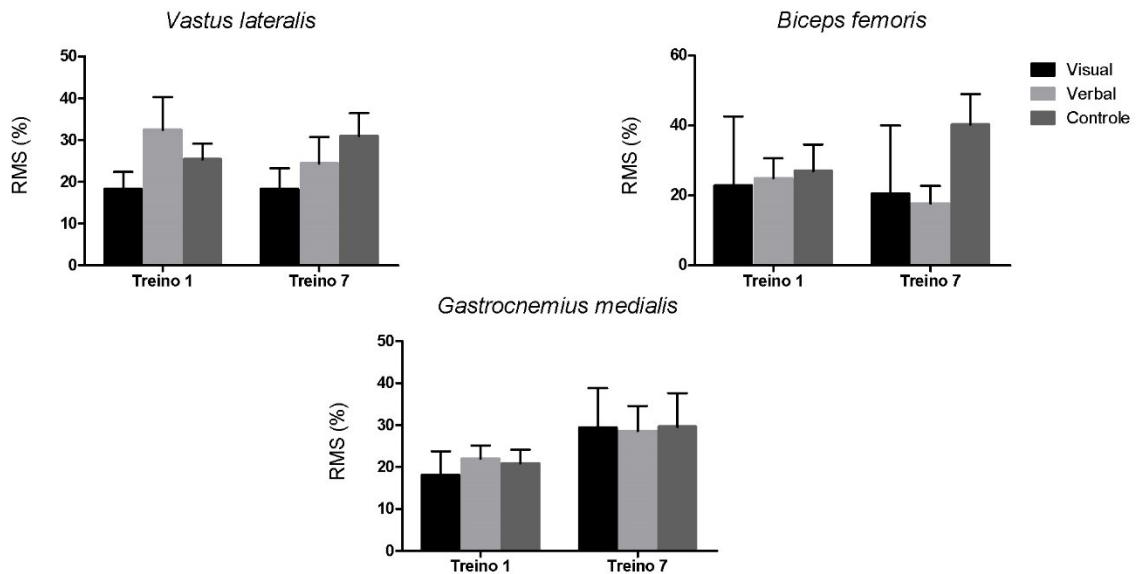 Vastus lateralis
50
40
30
20
10
0
RMS (%)
Treino 1
Treino 7
Biceps femoris
60
40
20
0
RMS (%)
Treino 1
Treino 7
Visual
Verbal
Controle
Gastrocnemius medialis
50
40
30
20
10
0
RMS (%)
Treino 1
Treino 7